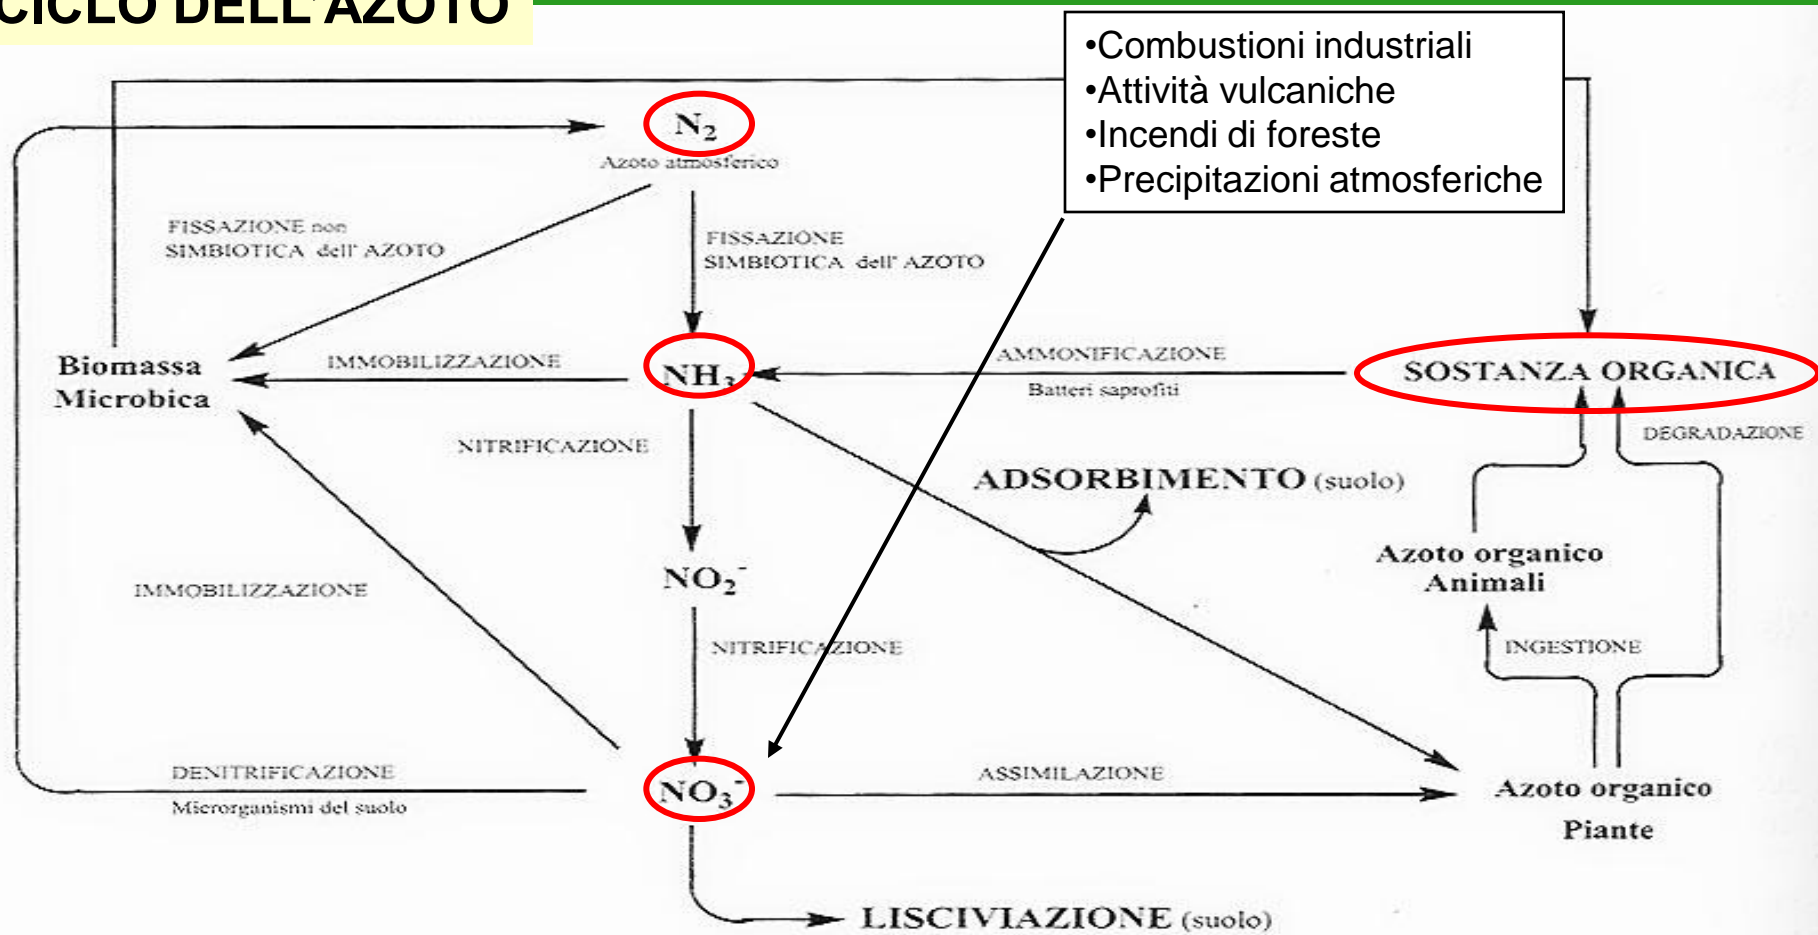 CICLO DELL'AZOTO
•Combustioni industriali
•Attività vulcaniche
•Incendi di foreste
•Precipitazioni atmosferiche
N₂
Azoto atmosferico
FISSAZIONE non
SIMBIOTICA dell' AZOTO
FISSAZIONE
SIMBIOTICA dell' AZOTO
Biomassa
Microbica
IMMOBILIZZAZIONE
NH₃
AMMONIFICAZIONE
Batteri saprofiti
SOSTANZA ORGANICA
DEGRADAZIONE
NITRIFICAZIONE
ADSORBIMENTO (suolo)
Azoto organico
Animali
NO₂⁻
IMMOBILIZZAZIONE
NITRIFICAZIONE
INGESTIONE
DENITRIFICAZIONE
Microrganismi del suolo
NO₃⁻
ASSIMILAZIONE
Azoto organico
Piante
LISCIVIAZIONE (suolo)